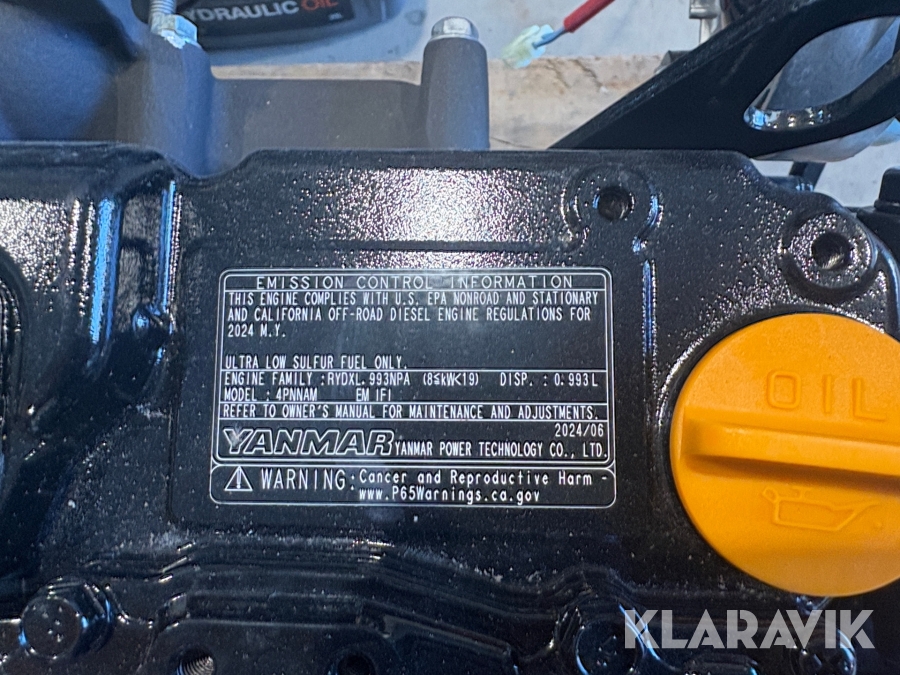 HYDRAULIC OIL
EMISSION CONTROL INFORMATION
THIS ENGINE COMPLIES WITH U.S. EPA NONROAD AND STATIONARY
AND CALIFORNIA OFF-ROAD DIESEL ENGINE REGULATIONS FOR
2024 M.Y.
ULTRA LOW SULFUR FUEL ONLY.
ENGINE FAMILY : RYDXL.993NPA (8≦kW<19) DISP. : 0.993L
MODEL : 4PNNAM EM IFI
REFER TO OWNER'S MANUAL FOR MAINTENANCE AND ADJUSTMENTS.
2024/06
YANMAR YANMAR POWER TECHNOLOGY CO., LTD.
WARNING: Cancer and Reproductive Harm -
www.P65Warnings.ca.gov
OIL
KLARAVIK